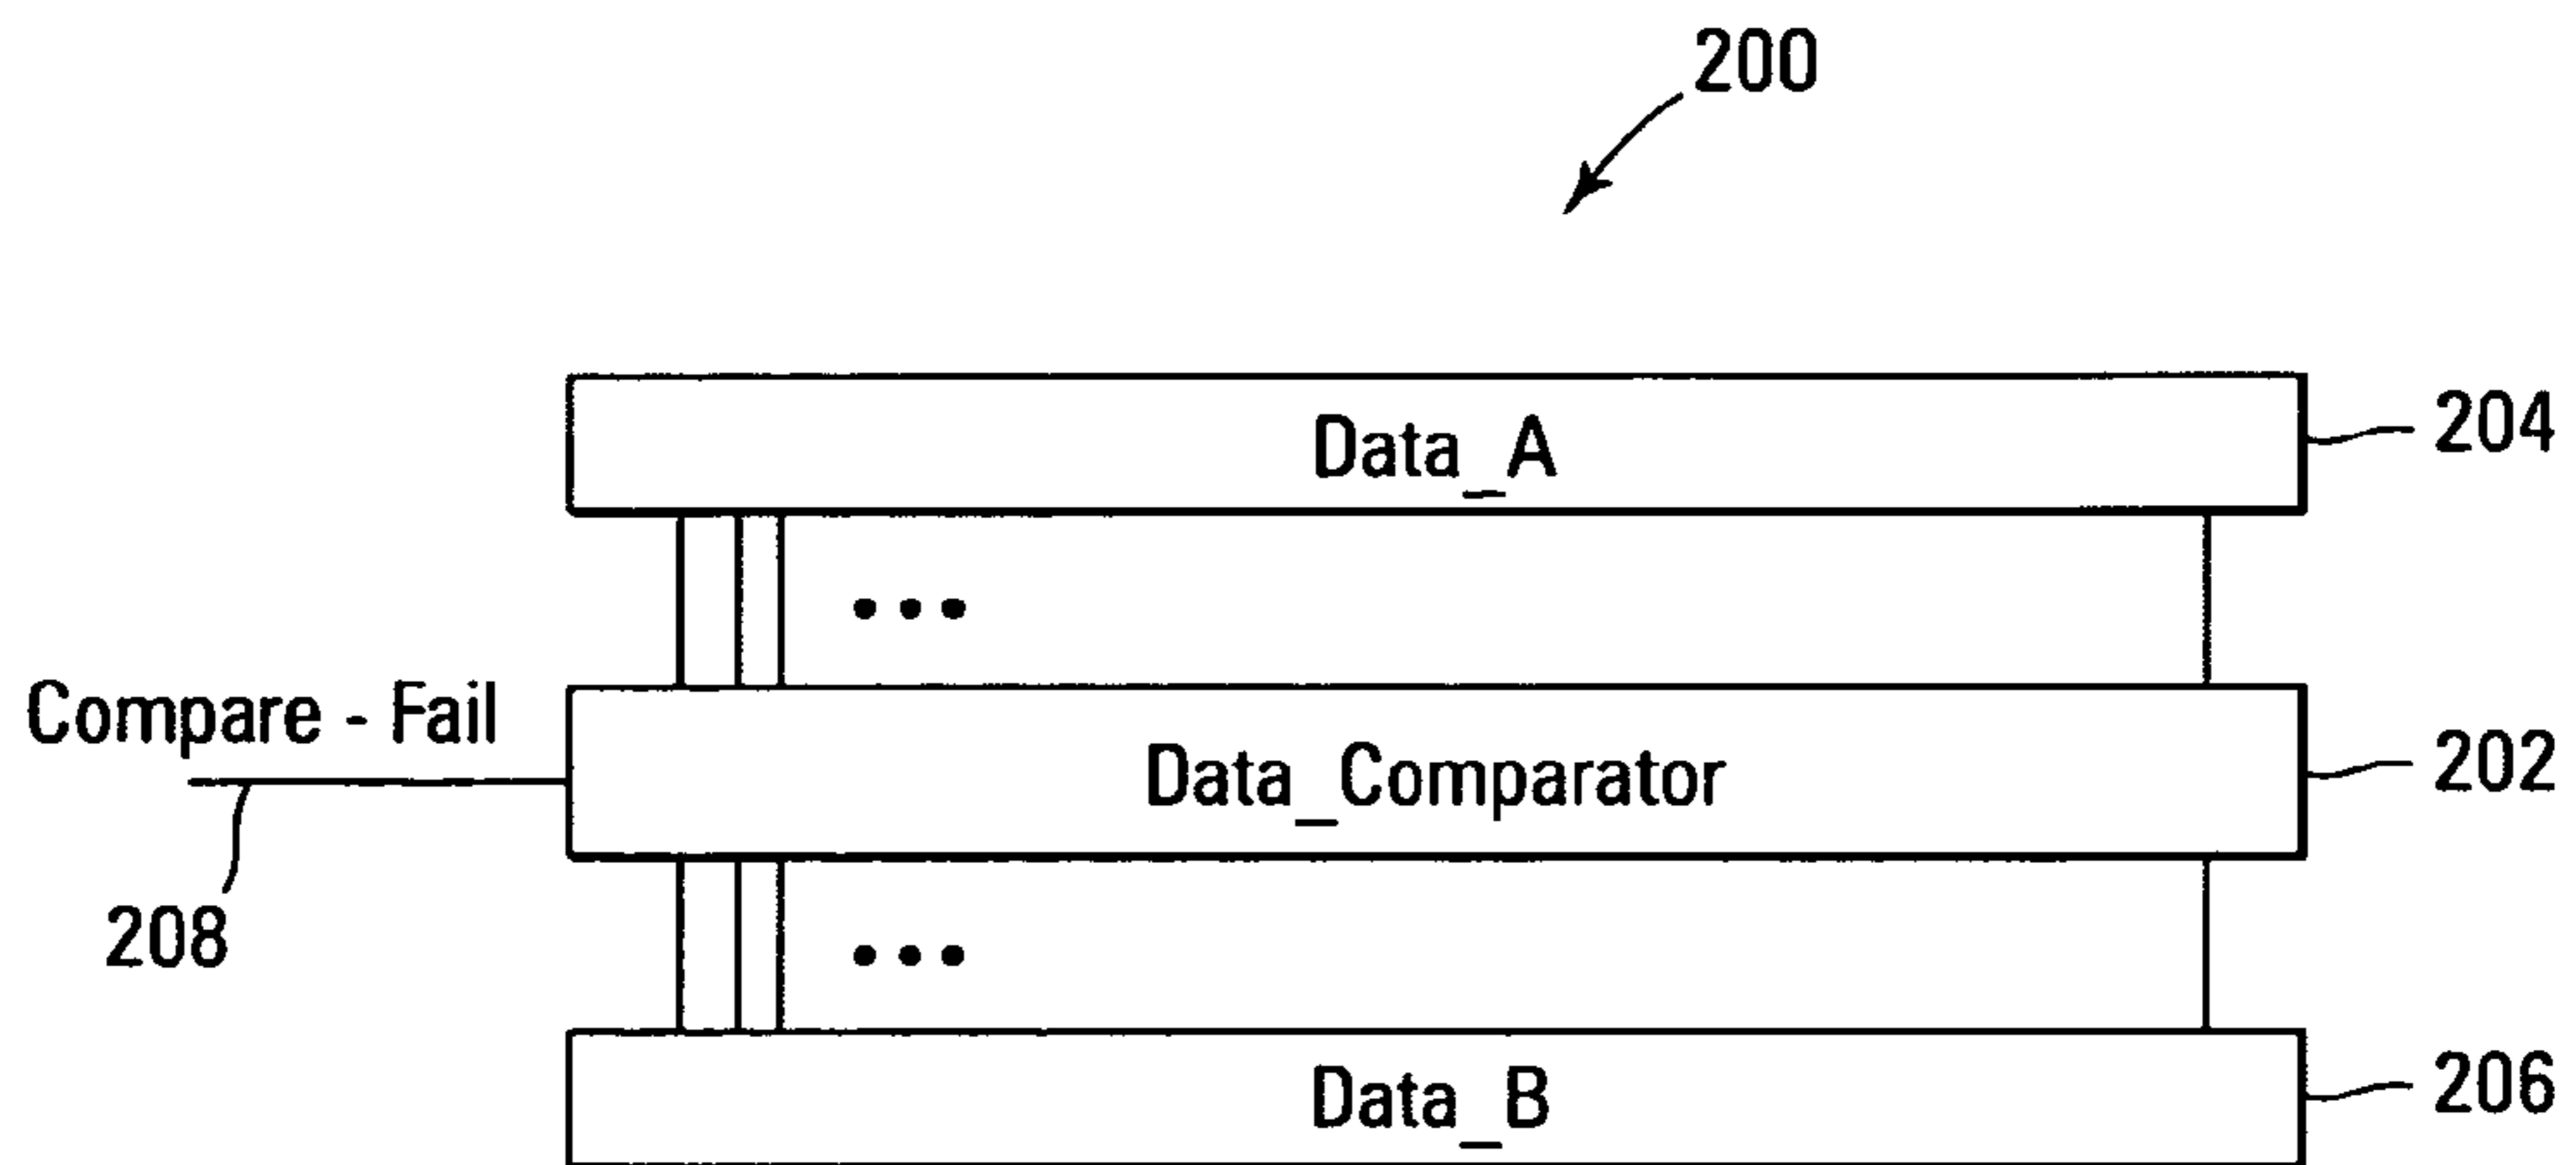 200
Data_A
204
Compare - Fail
Data_Comparator
202
208
Data_B
206